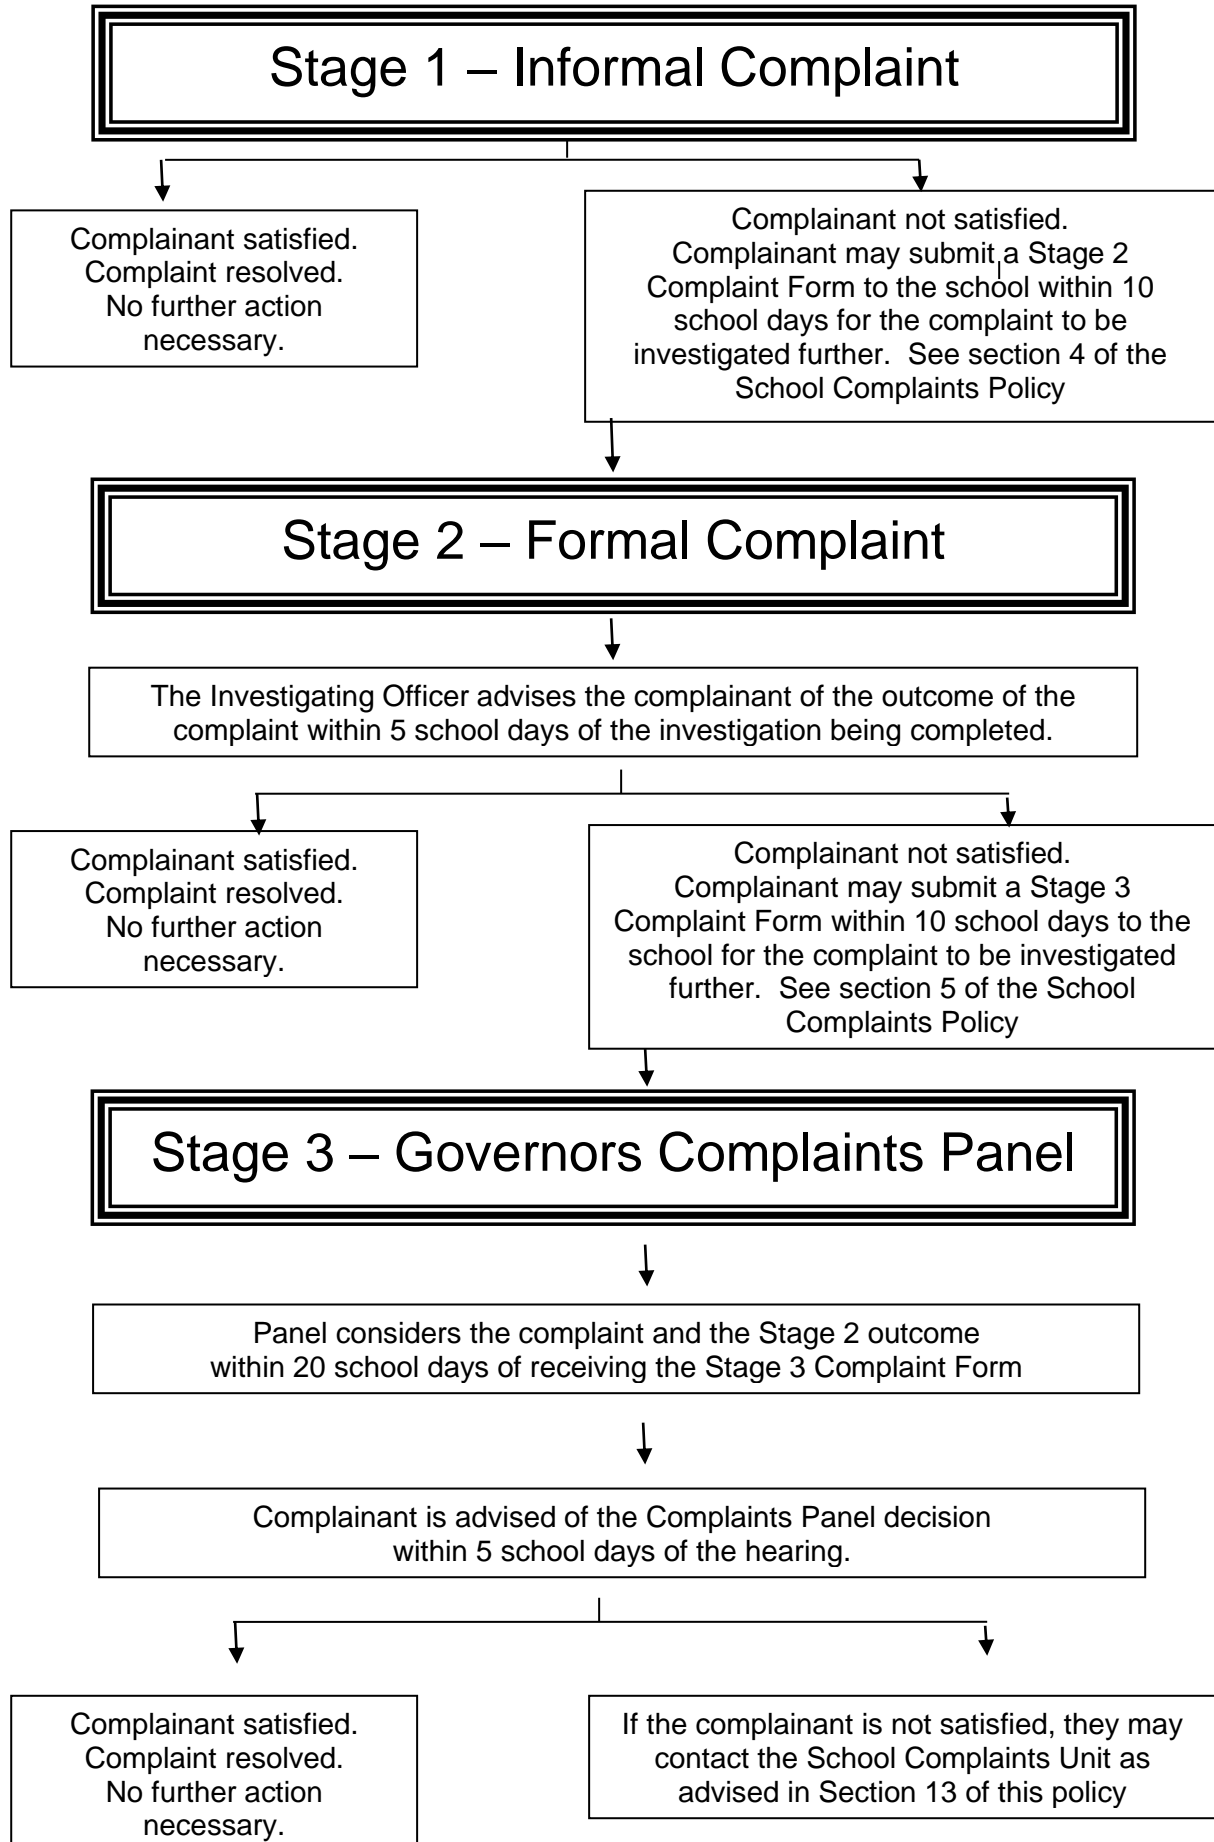 Stage 1 – Informal Complaint
Complainant satisfied.
Complaint resolved.
No further action
necessary.
Complainant not satisfied.
Complainant may submit a Stage 2
Complaint Form to the school within 10
school days for the complaint to be
investigated further.  See section 4 of the
School Complaints Policy
Stage 2 – Formal Complaint
The Investigating Officer advises the complainant of the outcome of the
complaint within 5 school days of the investigation being completed.
Complainant satisfied.
Complaint resolved.
No further action
necessary.
Complainant not satisfied.
Complainant may submit a Stage 3
Complaint Form within 10 school days to the
school for the complaint to be investigated
further.  See section 5 of the School
Complaints Policy
Stage 3 – Governors Complaints Panel
Panel considers the complaint and the Stage 2 outcome
within 20 school days of receiving the Stage 3 Complaint Form
Complainant is advised of the Complaints Panel decision
within 5 school days of the hearing.
Complainant satisfied.
Complaint resolved.
No further action
necessary.
If the complainant is not satisfied, they may
contact the School Complaints Unit as
advised in Section 13 of this policy